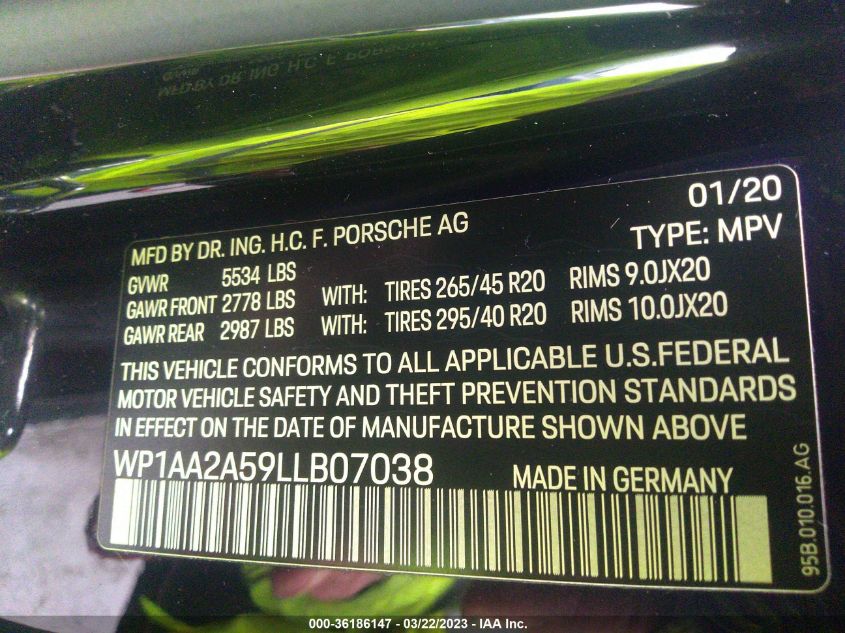 01/20
MFD BY DR. ING. H.C. F. PORSCHE AG TYPE: MPV
GVWR 5534 LBS
GAWR FRONT 2778 LBS WITH: TIRES 265/45 R20 RIMS 9.0JX20
GAWR REAR 2987 LBS WITH: TIRES 295/40 R20 RIMS 10.0JX20
THIS VEHICLE CONFORMS TO ALL APPLICABLE U.S.FEDERAL
MOTOR VEHICLE SAFETY AND THEFT PREVENTION STANDARDS
IN EFFECT ON THE DATE OF MANUFACTURE SHOWN ABOVE
WP1AA2A59LLB07038 MADE IN GERMANY
95B.010.016.AG
000-36186147 - 03/22/2023 - IAA Inc.